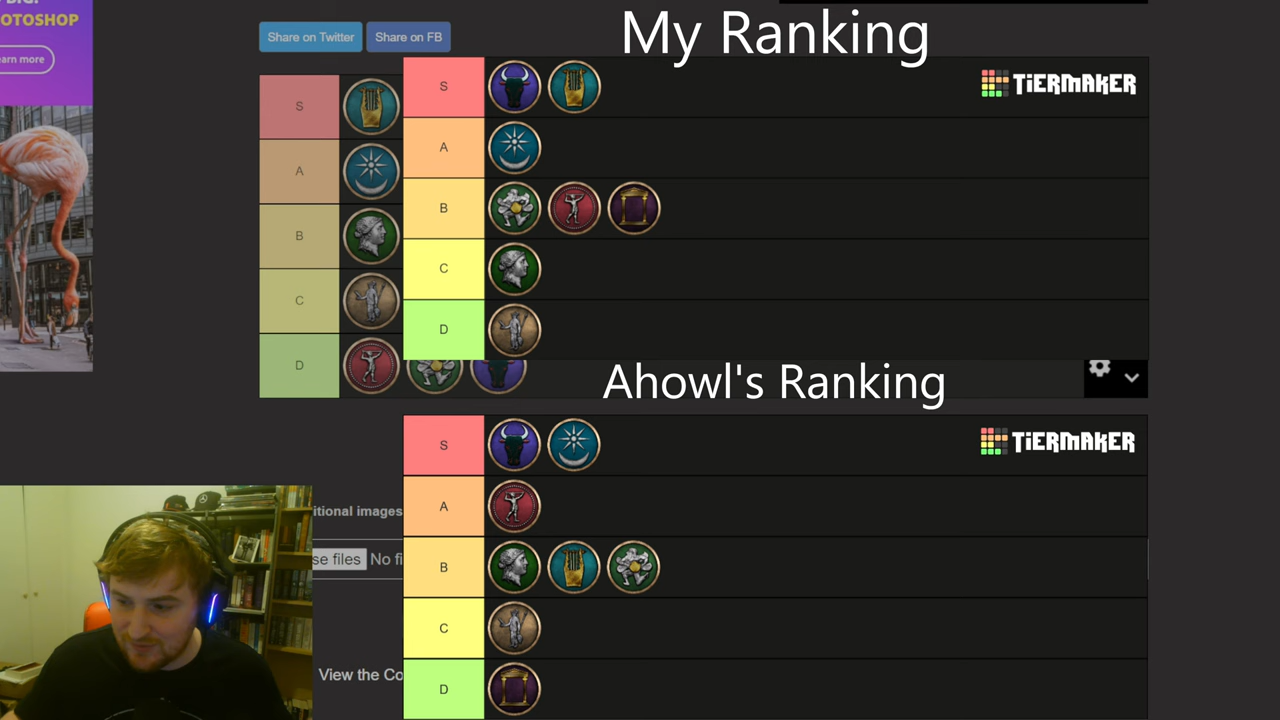 OTOSHOP
earn more
Share on Twitter
Share on FB
My Ranking
S
A
B
C
D
S
A
B
C
D
TiERMAKER
Ahowl's Ranking
S
A
B
C
D
TiERMAKER
itional images
se files
No fi
View the Co